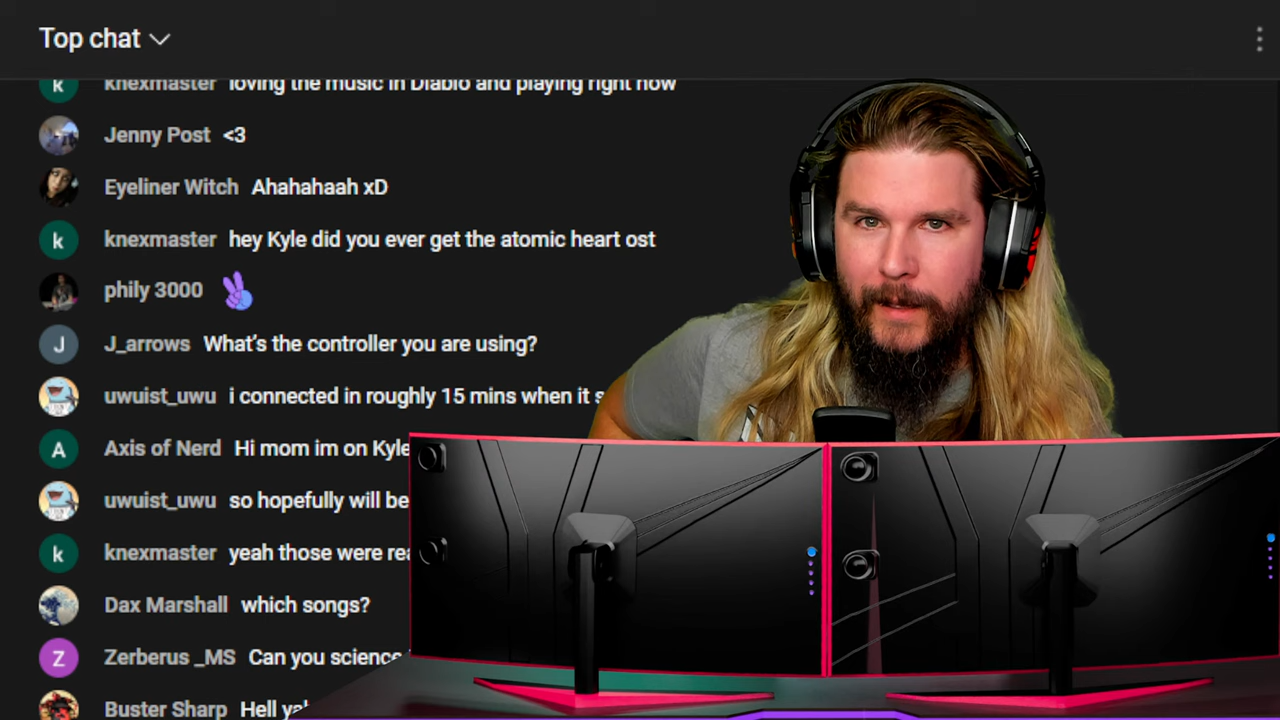 Top chat
knexmaster loving the music in Diablo and playing right now
Jenny Post <3
Eyeliner Witch Ahahahaah xD
knexmaster hey Kyle did you ever get the atomic heart ost
phily 3000
J J_arrows What's the controller you are using?
uwuist_uwu i connected in roughly 15 mins when it s
A Axis of Nerd Hi mom im on Kyle
uwuist_uwu so hopefully will be
k knexmaster yeah those were
Dax Marshall which songs?
Z Zerberus _MS Can you science
Buster Sharp Hell